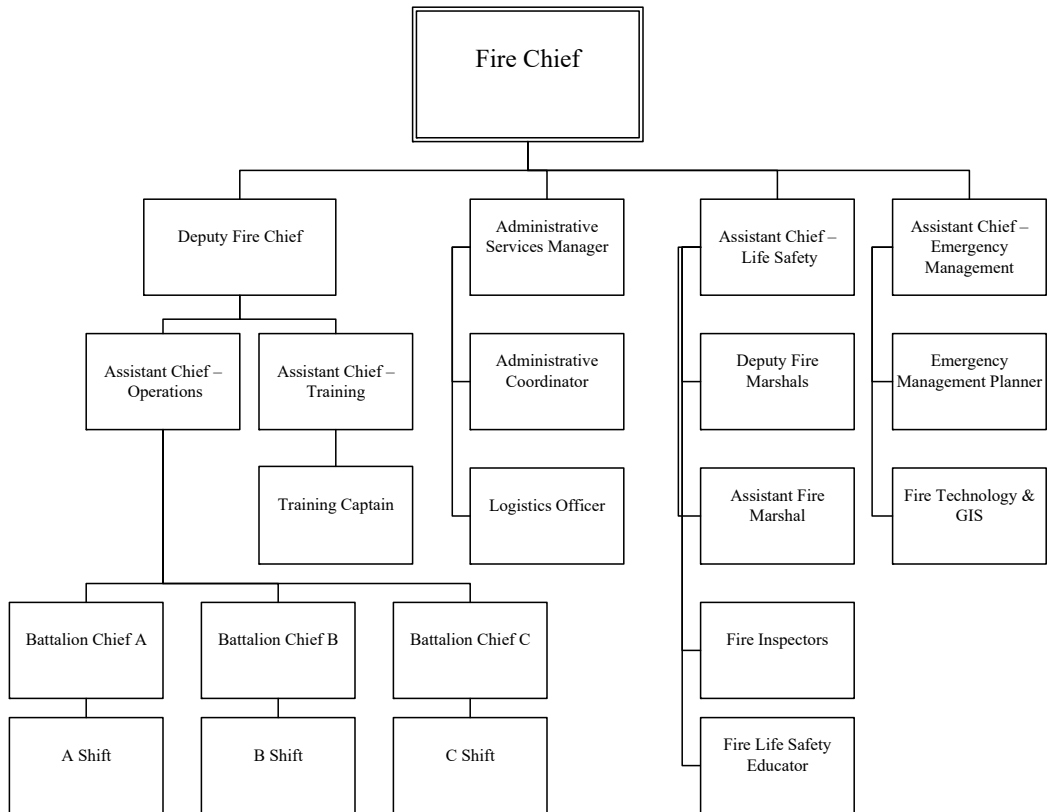 Fire Chief
Deputy Fire Chief
Administrative
Services Manager
Assistant Chief –
Life Safety
Assistant Chief –
Emergency
Management
Assistant Chief –
Operations
Assistant Chief –
Training
Administrative
Coordinator
Deputy Fire
Marshals
Emergency
Management Planner
Training Captain
Logistics Officer
Assistant Fire
Marshal
Fire Technology &
GIS
Battalion Chief A
Battalion Chief B
Battalion Chief C
Fire Inspectors
A Shift
B Shift
C Shift
Fire Life Safety
Educator